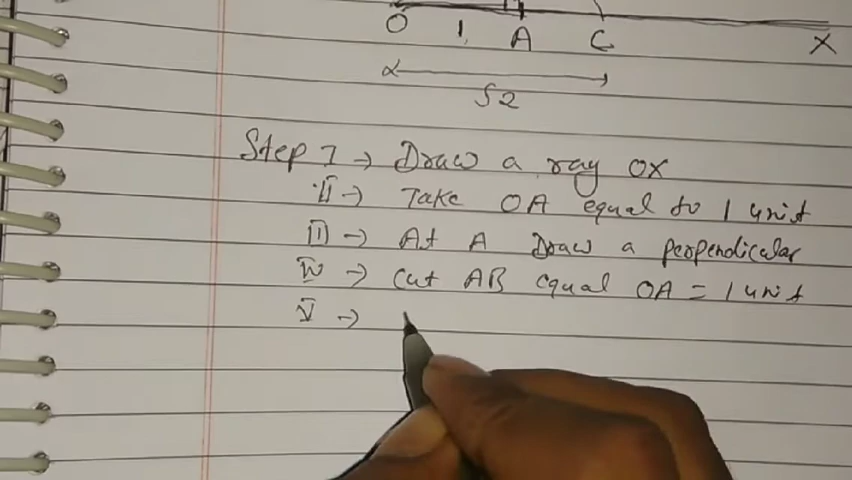 O 1 A C X
√2
Step I → Draw a ray OX
II → Take OA equal to 1 unit
III → At A Draw a perpendicular
IV → Cut AB equal OA = 1 unit
V →